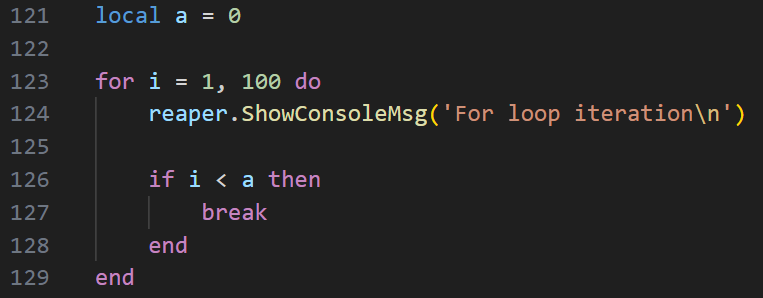 121 local a = 0
122
123 for i = 1, 100 do
124 reaper.ShowConsoleMsg('For loop iteration\n')
125
126 if i < a then
127 break
128 end
129 end